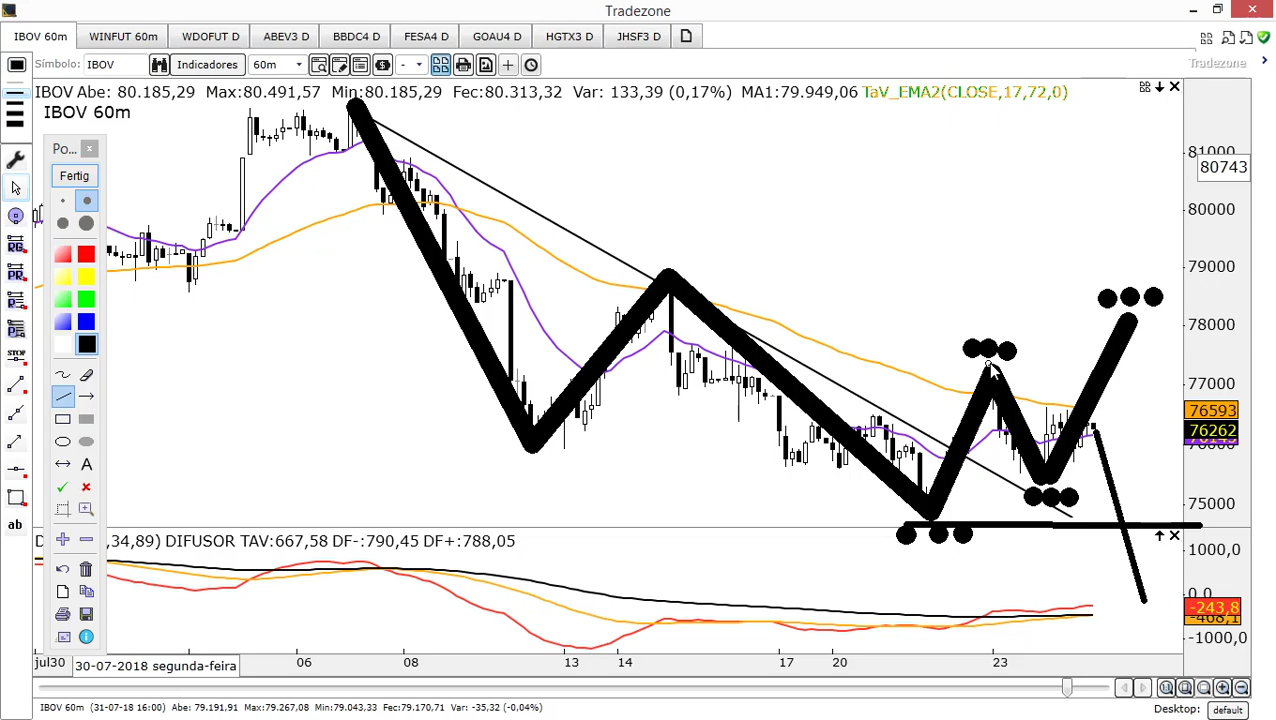 Tradezone
IBOV 60m
WINFUT 60m
WDOFUT D
ABEV3 D
BBDC4 D
FESA4 D
GOAU4 D
HGTX3 D
JHSF3 D
Símbolo: IBOV Indicadores 60m -
Tradezone
IBOV Abe: 80.185,29 Max:80.491,57 Min:80.185,29 Fec:80.313,32 Var: 133,39 (0,17%) MA1:79.949,06 TaV_EMA2(CLOSE,17,72,0)
IBOV 60m
Po...
Fertig
A
RG
PR
STOP
ab
81000
80743
80000
79000
78000
77000
76593
76262
75000
,34,89) DIFUSOR TAV:667,58 DF-:790,45 DF+:788,05
1000,0
0,0
-243,8
-1000,0
jul30
30-07-2018 segunda-feira
06
08
13
14
17
20
23
IBOV 60m (31-07-18 16:00) Abe: 79.191,91 Max:79.267,08 Min:79.043,33 Fec:79.170,71 Var: -35,32 (-0,04%)
Desktop: default